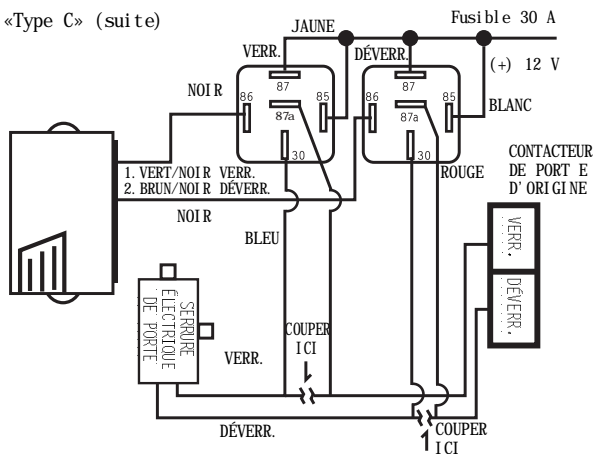 «Type C» (suite)
Fusible 30 A
JAUNE
VERR.
DÉVERR.
(+) 12 V
NOIR
86
87
85
87a
30
86
87
85
87a
30
BLANC
ROUGE
CONTACTEUR
DE PORTE
D'ORIGINE
1. VERT/NOIR VERR.
2. BRUN/NOIR DÉVERR.
NOIR
BLEU
VERR.
DÉVERR.
SERRURE
ÉLECTRIQUE
DE PORTE
COUPER
ICI
VERR.
DÉVERR.
COUPER
ICI